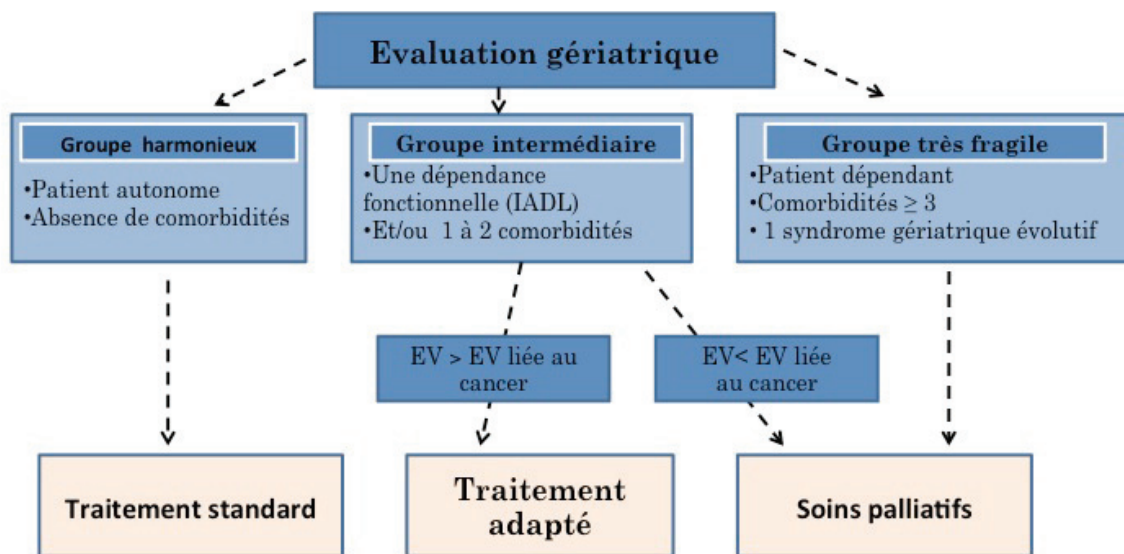 Evaluation gériatrique
Groupe harmonieux
•Patient autonome
•Absence de comorbidités
Groupe intermédiaire
•Une dépendance
fonctionnelle (IADL)
•Et/ou 1 à 2 comorbidités
Groupe très fragile
•Patient dépendant
•Comorbidités ≥ 3
• 1 syndrome gériatrique évolutif
EV > EV liée au
cancer
EV< EV liée
au cancer
Traitement standard
Traitement
adapté
Soins palliatifs